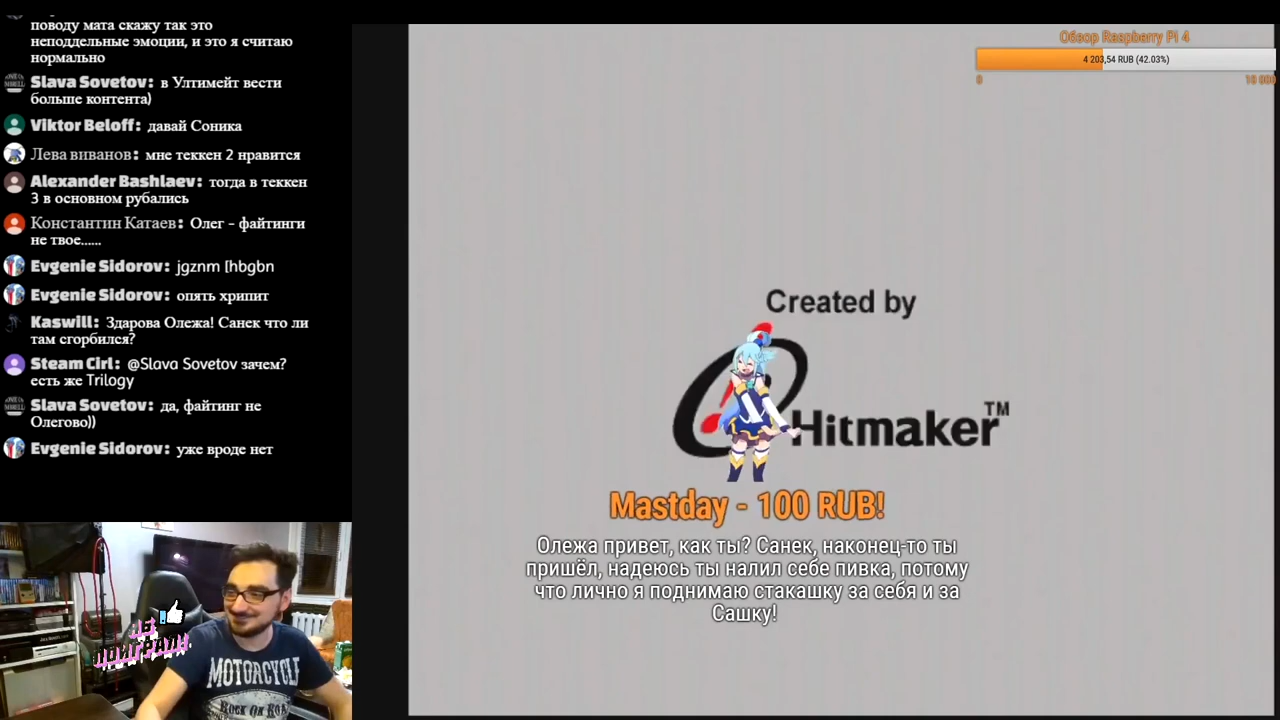 поводу мата скажу так это
неподдельные эмоции, и это я считаю
нормально
Slava Sovetov: в Ултимейт вести
больше контента)
Viktor Beloff: давай Соника
Лева виванов: мне теккен 2 нравится
Alexander Bashlaev: тогда в теккен
3 в основном рубались
Константин Катаев: Олег - файтинги
не твое......
Evgenie Sidorov: jgznm [hbgbn
Evgenie Sidorov: опять хрипит
Kaswill: Здарова Олежа! Санек что ли
там сгорбился?
Steam Cirl: @Slava Sovetov зачем?
есть же Trilogy
Slava Sovetov: да, файтинг не
Олегово))
Evgenie Sidorov: уже вроде нет
НЕ
ПОИГРАЙ!
MOTORCYCLE
Обзор Raspberry Pi 4
4 203,54 RUB (42.03%)
0
10 000
Created by
Hitmaker™
Mastday - 100 RUB!
Олежа привет, как ты? Санек, наконец-то ты
пришёл, надеюсь ты налил себе пивка, потому
что лично я поднимаю стакашку за себя и за
Сашку!